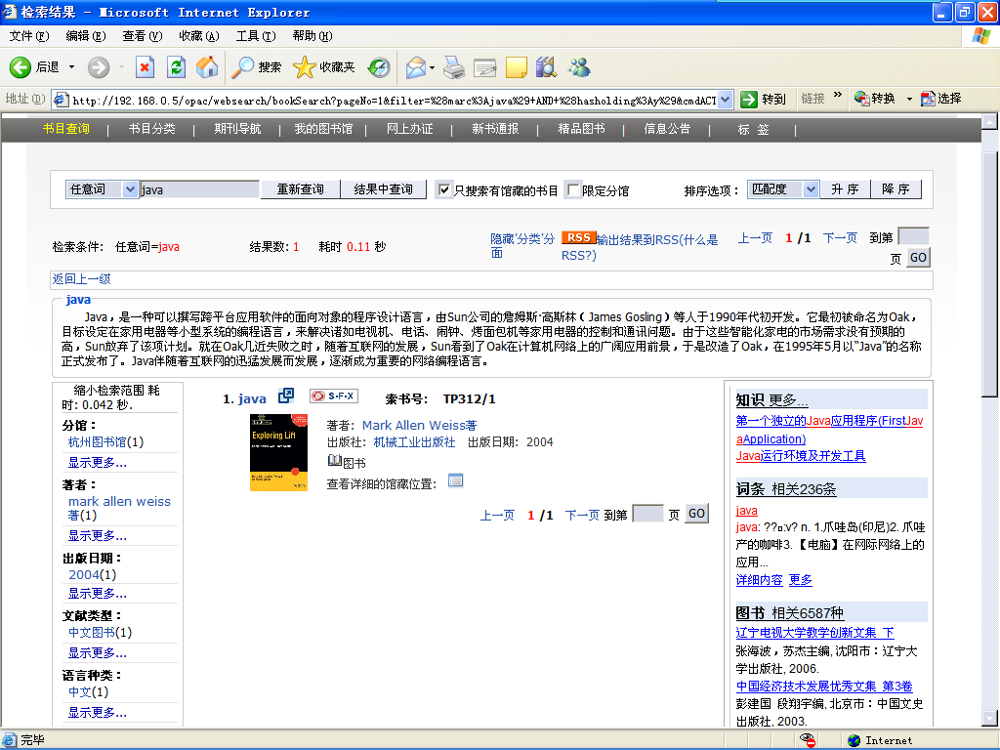 检索结果 - Microsoft Internet Explorer
文件(F) 编辑(E) 查看(V) 收藏(A) 工具(T) 帮助(H)
后退 搜索 收藏夹
地址(D) http://192.168.0.5/opac/websearch/bookSearch?pageNo=1&filter=%28marc%3Ajava%29+AND+%28hasholding%3Ay%29&cmdACT 转到 链接 » 转换 选择
书目查询 | 书目分类 | 期刊导航 | 我的图书馆 | 网上办证 | 新书通报 | 精品图书 | 信息公告 | 标 签 |
任意词 java 重新查询 结果中查询 只搜索有馆藏的书目 限定分馆 排序选项： 匹配度 升 序 降 序
检索条件: 任意词=java 结果数: 1 耗时 0.11 秒
隐藏'分类'分面 RSS 输出结果到RSS(什么是RSS?)
上一页 1 /1 下一页 到第 页 GO
返回上一级
java
Java，是一种可以撰写跨平台应用软件的面向对象的程序设计语言，由Sun公司的詹姆斯·高斯林（James Gosling）等人于1990年代初开发。它最初被命名为Oak，
目标设定在家用电器等小型系统的编程语言，来解决诸如电视机、电话、闹钟、烤面包机等家用电器的控制和通讯问题。由于这些智能化家电的市场需求没有预期的
高，Sun放弃了该项计划。就在Oak几近失败之时，随着互联网的发展，Sun看到了Oak在计算机网络上的广阔应用前景，于是改造了Oak，在1995年5月以“Java”的名称
正式发布了。Java伴随着互联网的迅猛发展而发展，逐渐成为重要的网络编程语言。
缩小检索范围 耗
时: 0.042 秒.
分馆：
杭州图书馆(1)
显示更多...
著者：
mark allen weiss
著(1)
显示更多...
出版日期：
2004(1)
显示更多...
文献类型：
中文图书(1)
显示更多...
语言种类：
中文(1)
显示更多...
1. java S·F·X 索书号: TP312/1
Exploring Lift
著者: Mark Allen Weiss著
出版社: 机械工业出版社 出版日期: 2004
图书
查看详细的馆藏位置:
上一页 1 /1 下一页 到第 页 GO
知识 更多...
第一个独立的Java应用程序(FirstJav
aApplication)
Java运行环境及开发工具
词条 相关236条
java
java: ??ɑ:v? n. 1.爪哇岛(印尼)2. 爪哇
产的咖啡3. 【电脑】在网际网络上的
应用...
详细内容 更多
图书 相关6587种
辽宁电视大学教学创新文集 下
张海波，苏杰主编, 沈阳市：辽宁大
学出版社, 2006.
中国经济技术发展优秀文集 第3卷
彭建国 段翔宇编, 北京市：中国文史
出版社, 2003.
完毕 Internet